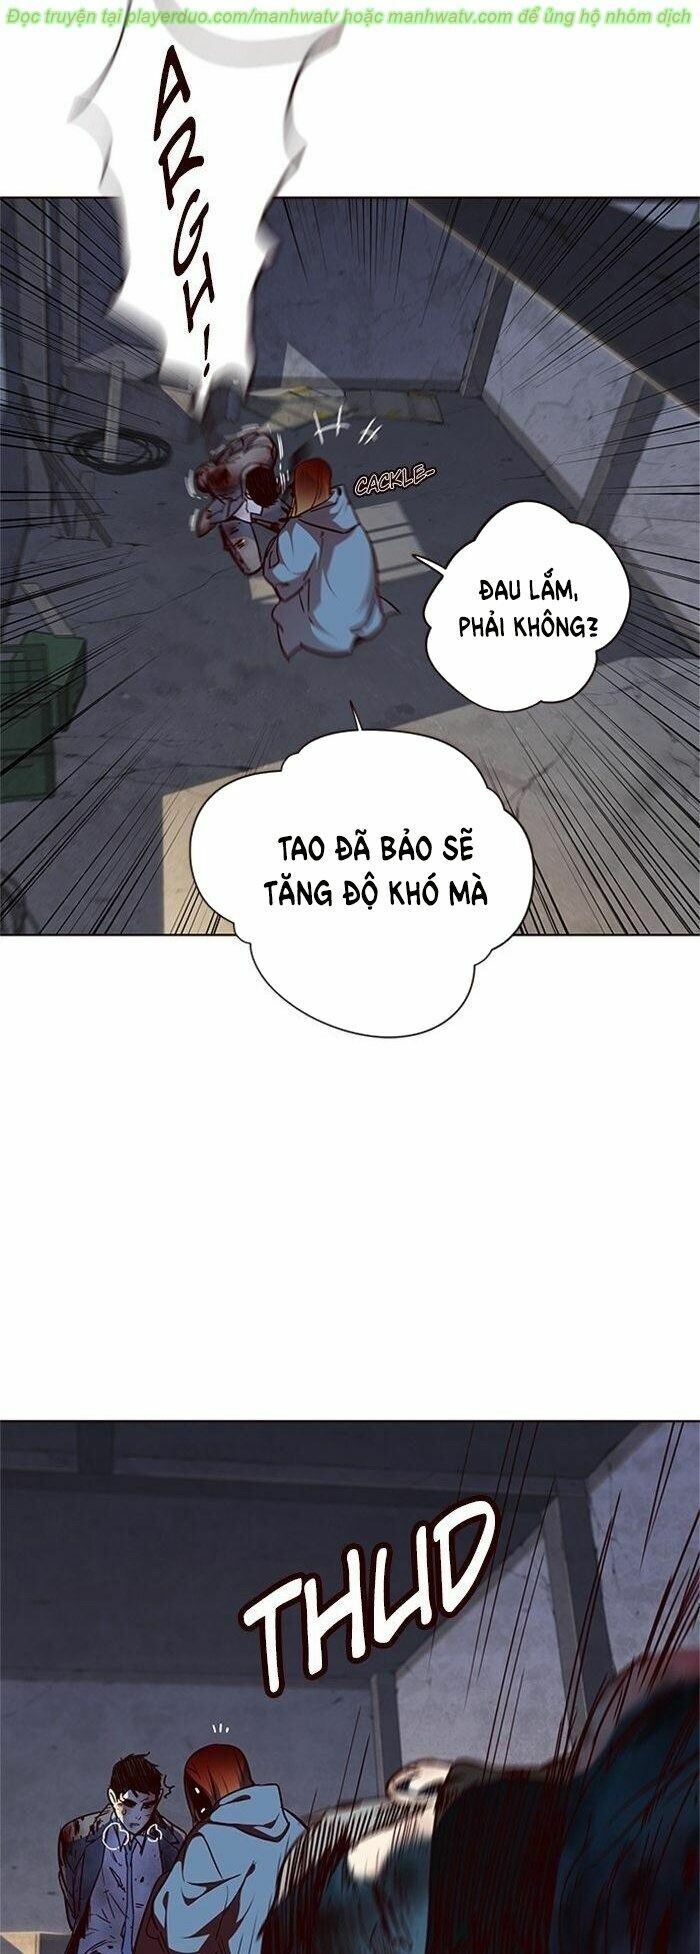 Đọc truyện tại playerduo.com/manhwatv hoặc manhwatv.com để ủng hộ nhóm dịch
ARGH!
CACKLE~
ĐAU LẮM,
PHẢI KHÔNG?
TAO ĐÃ BẢO SẼ
TĂNG ĐỘ KHÓ MÀ
THUD